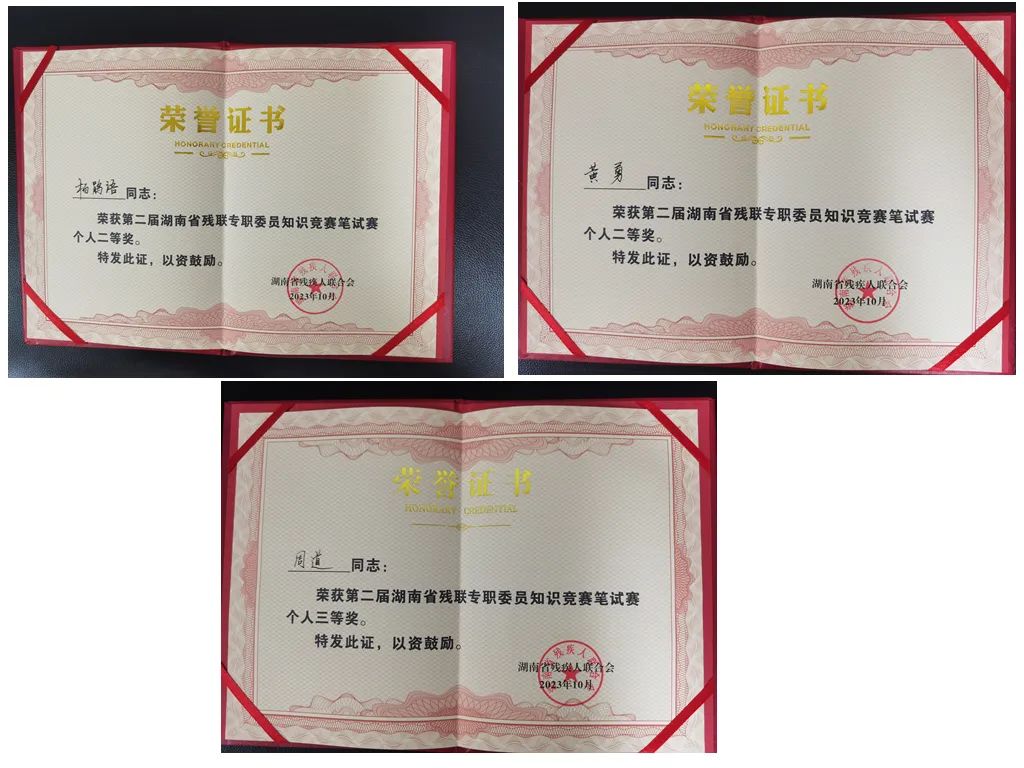 荣誉证书
HONORARY CREDENTIAL
同志：
荣获第二届湖南省残联专职委员知识竞赛笔试赛
个人二等奖。
特发此证，以资鼓励。
湖南省残疾人联合会
2023年10月
荣誉证书
HONORARY CREDENTIAL
黄勇同志：
荣获第二届湖南省残联专职委员知识竞赛笔试赛
个人二等奖。
特发此证，以资鼓励。
湖南省残疾人联合会
2023年10月
荣誉证书
HONORARY CREDENTIAL
周道同志：
荣获第二届湖南省残联专职委员知识竞赛笔试赛
个人三等奖。
特发此证，以资鼓励。
湖南省残疾人联合会
2023年10月